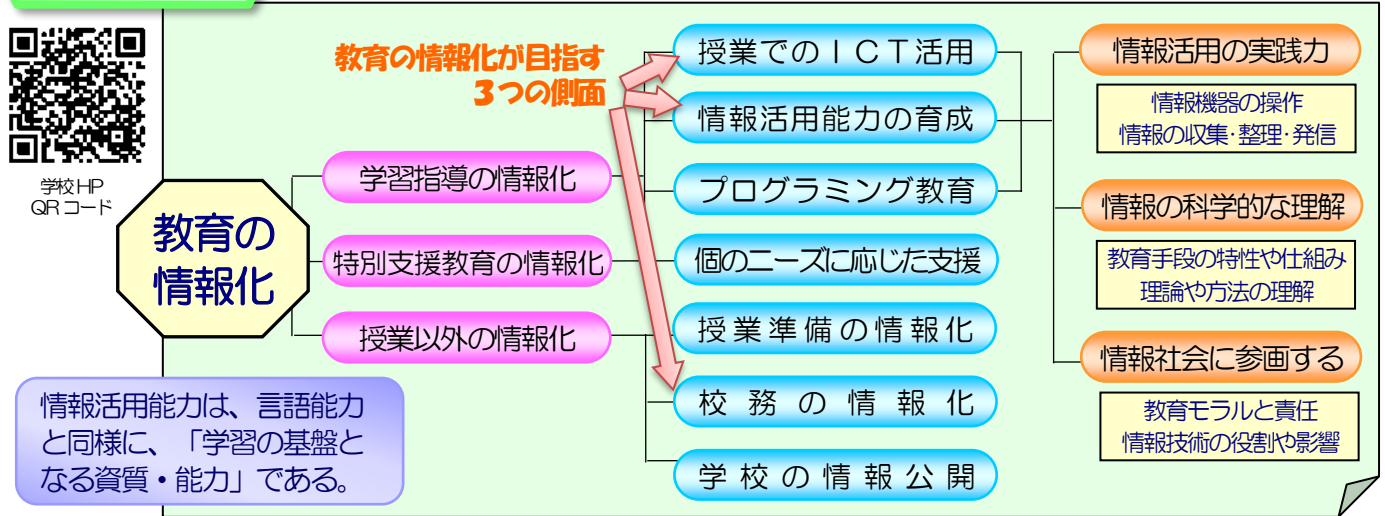 学校HP
QRコード
教育の情報化が目指す
3つの側面
教育の
情報化
学習指導の情報化
特別支援教育の情報化
授業以外の情報化
授業でのICT活用
情報活用能力の育成
プログラミング教育
個のニーズに応じた支援
授業準備の情報化
校務の情報化
学校の情報公開
情報活用の実践力
情報機器の操作
情報の収集・整理・発信
情報の科学的な理解
教育手段の特性や仕組み
理論や方法の理解
情報社会に参画する
教育モラルと責任
情報技術の役割や影響
情報活用能力は、言語能力
と同様に、「学習の基盤と
なる資質・能力」である。